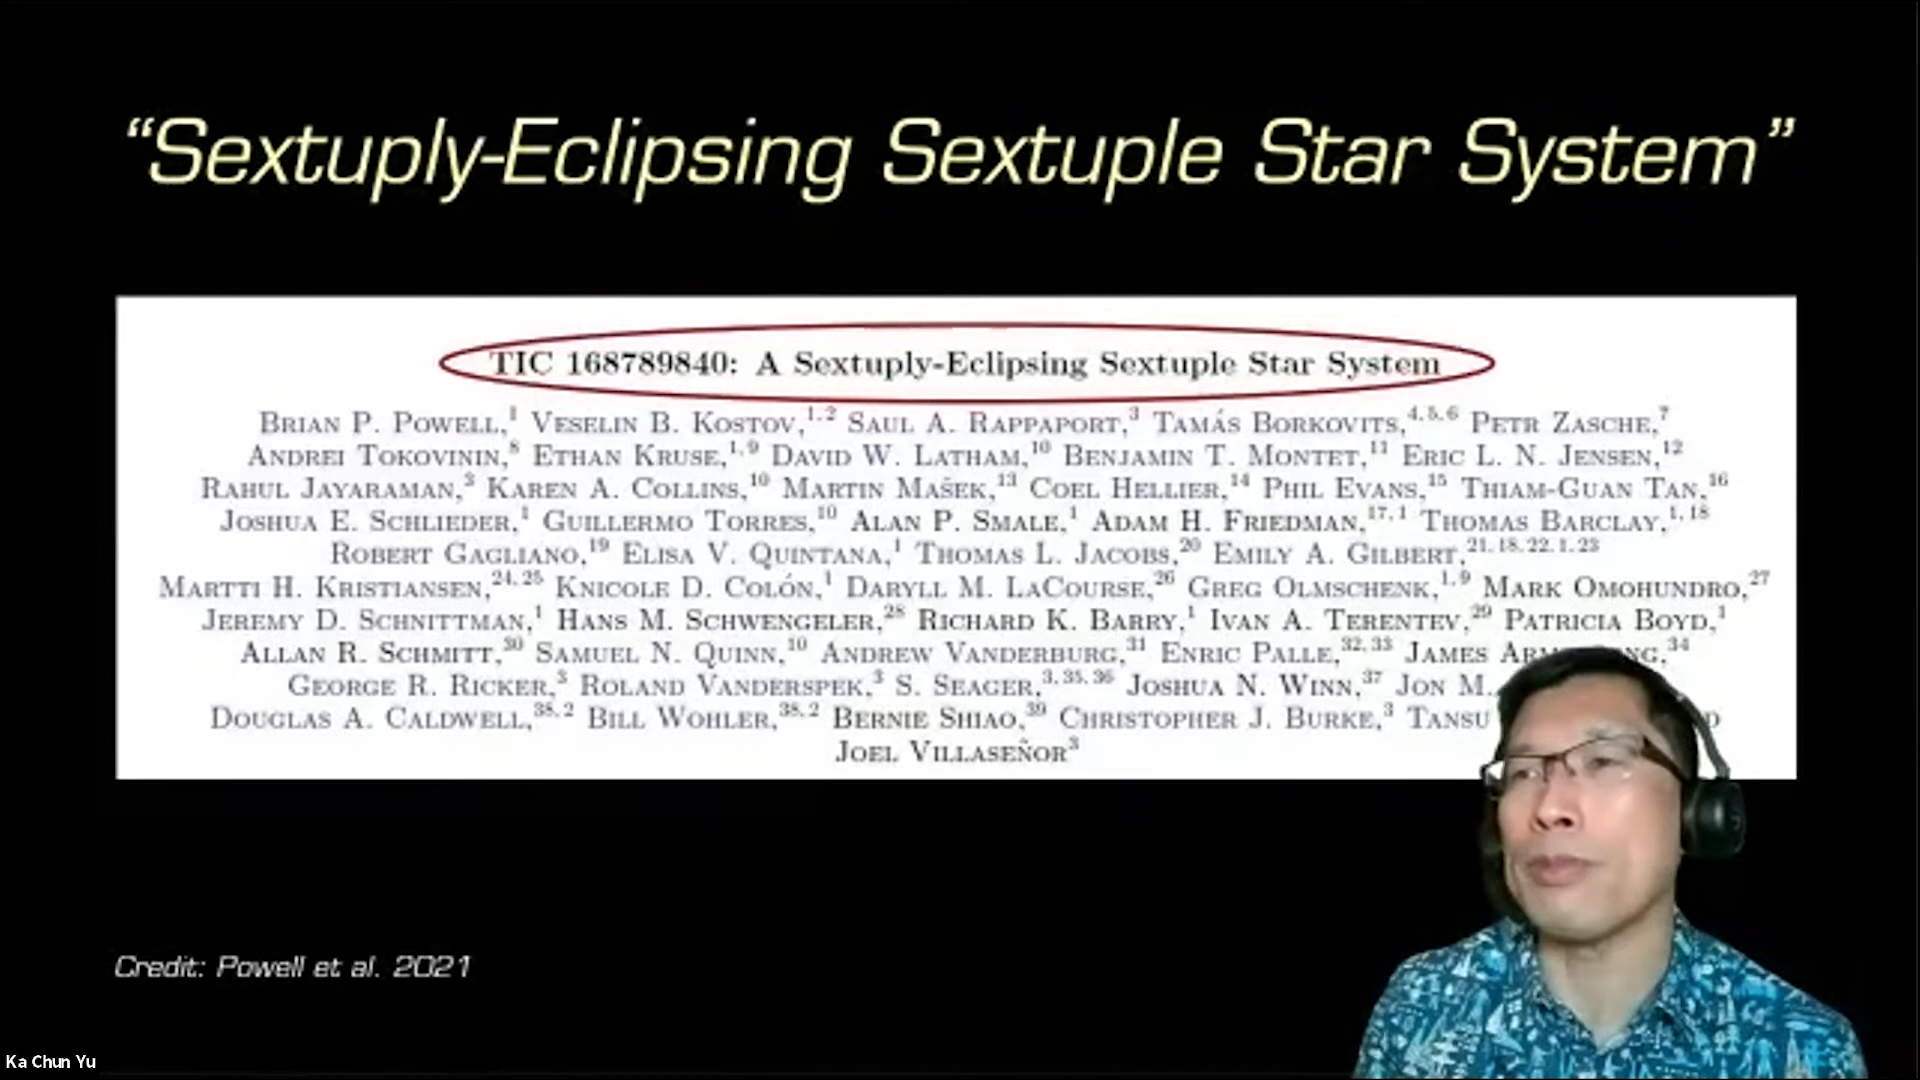 “Sextuply-Eclipsing Sextuple Star System”
TIC 168789840: A Sextuply-Eclipsing Sextuple Star System
Brian P. Powell,1 Veselin B. Kostov,1,2 Saul A. Rappaport,3 Tamás Borkovits,4,5,6 Petr Zasche,7
Andrei Tokovinin,8 Ethan Kruse,1,9 David W. Latham,10 Benjamin T. Montet,11 Eric L. N. Jensen,12
Rahul Jayaraman,3 Karen A. Collins,10 Martin Mašek,13 Coel Hellier,14 Phil Evans,15 Thiam-Guan Tan,16
Joshua E. Schlieder,1 Guillermo Torres,10 Alan P. Smale,1 Adam H. Friedman,17,1 Thomas Barclay,1,18
Robert Gagliano,19 Elisa V. Quintana,1 Thomas L. Jacobs,20 Emily A. Gilbert,21,18,22,1,23
Martti H. Kristiansen,24,25 Knicole D. Colón,1 Daryll M. LaCourse,26 Greg Olmschenk,1,9 Mark Omohundro,27
Jeremy D. Schnittman,1 Hans M. Schwengeler,28 Richard K. Barry,1 Ivan A. Terentev,29 Patricia Boyd,1
Allan R. Schmitt,30 Samuel N. Quinn,10 Andrew Vanderburg,31 Enric Palle,32,33 James 34
George R. Ricker,3 Roland Vanderspek,3 S. Seager,3,35,36 Joshua N. Winn,37 Jon M.
Douglas A. Caldwell,38,2 Bill Wohler,38,2 Bernie Shiao,39 Christopher J. Burke,3 Tansu
Joel Villaseñor3
Credit: Powell et al. 2021
Ka Chun Yu